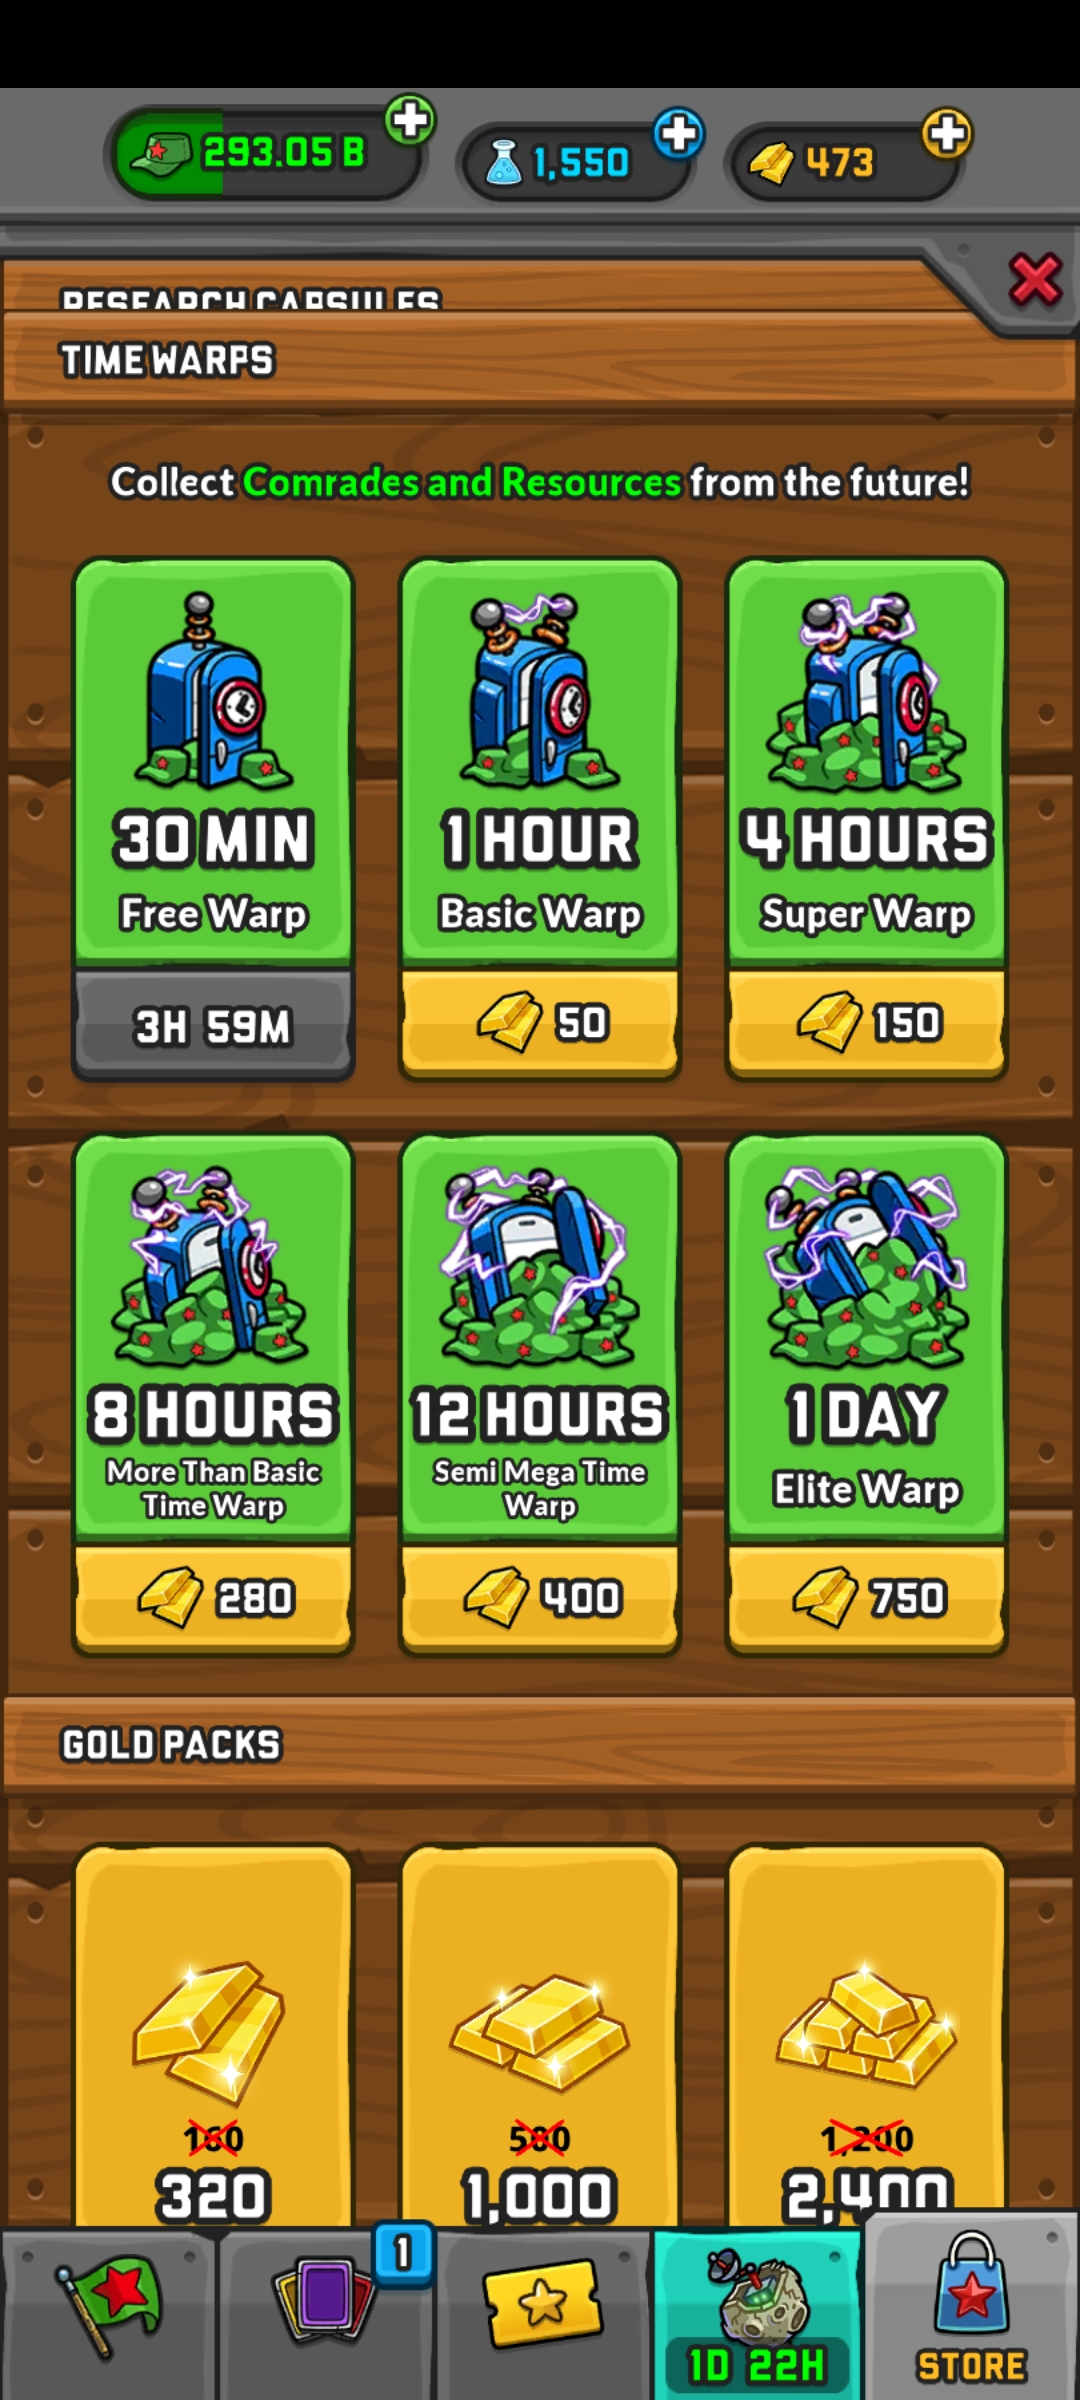 293.05 B
1,550
473
RESEARCH CAPSULES
TIME WARPS
Collect Comrades and Resources from the future!
30 MIN
Free Warp
3H 59M
1 HOUR
Basic Warp
50
4 HOURS
Super Warp
150
8 HOURS
More Than Basic
Time Warp
280
12 HOURS
Semi Mega Time
Warp
400
1 DAY
Elite Warp
750
GOLD PACKS
160
320
500
1,000
1,200
2,400
1
1D 22H
STORE